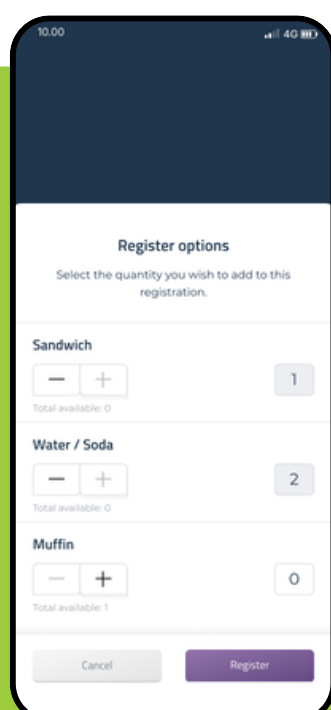 10.00
4G
Register options
Select the quantity you wish to add to this
registration.
Sandwich
1
Total available: 0
Water / Soda
2
Total available: 0
Muffin
0
Total available: 1
Cancel
Register